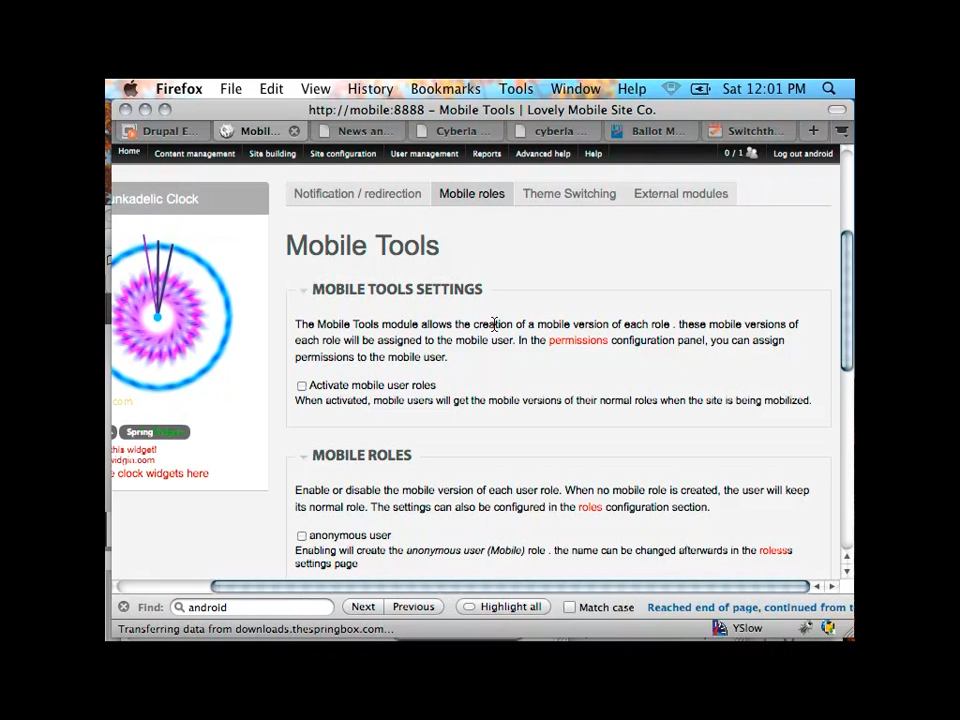 Firefox File Edit View History Bookmarks Tools Window Help Sat 12:01 PM
http://mobile:8888 – Mobile Tools | Lovely Mobile Site Co.
Drupal E... Mobil... News an... Cyberla ... cyberla ... Ballot M... Switchth...
Home Content management Site building Site configuration User management Reports Advanced help Help 0 / 1 Log out android
nkadelic Clock
Notification / redirection Mobile roles Theme Switching External modules
Mobile Tools
MOBILE TOOLS SETTINGS
The Mobile Tools module allows the creation of a mobile version of each role . these mobile versions of
each role will be assigned to the mobile user. In the permissions configuration panel, you can assign
permissions to the mobile user.
Activate mobile user roles
When activated, mobile users will get the mobile versions of their normal roles when the site is being mobilized.
.com
Spring
this widget!
widgin.com
e clock widgets here
MOBILE ROLES
Enable or disable the mobile version of each user role. When no mobile role is created, the user will keep
its normal role. The settings can also be configured in the roles configuration section.
anonymous user
Enabling will create the anonymous user (Mobile) role . the name can be changed afterwards in the roless
settings page
Find: android Next Previous Highlight all Match case Reached end of page, continued from t
Transferring data from downloads.thespringbox.com... YSlow